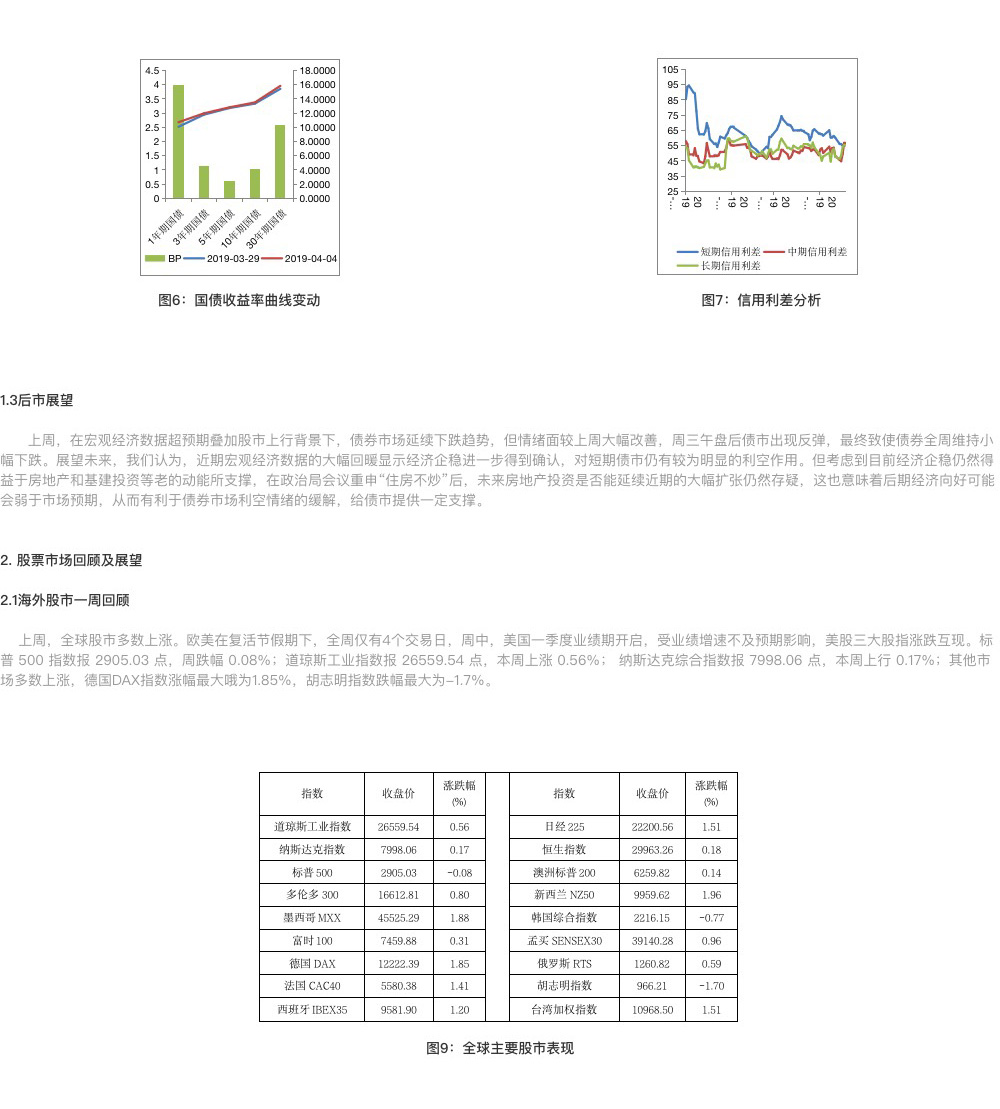 4.5
4
3.5
3
2.5
2
1.5
1
0.5
0
18.0000
16.0000
14.0000
12.0000
10.0000
8.0000
6.0000
4.0000
2.0000
0.0000
1年期国债
3年期国债
5年期国债
10年期国债
30年期国债
BP 2019-03-29 2019-04-04
图6：国债收益率曲线变动
105
95
85
75
65
55
45
35
25
19 20 19 20 19 20 19 20
短期信用利差 中期信用利差
长期信用利差
图7：信用利差分析
1.3后市展望
上周，在宏观经济数据超预期叠加股市上行背景下，债券市场延续下跌趋势，但情绪面较上周大幅改善，周三午盘后债市出现反弹，最终致使债券全周维持小
幅下跌。展望未来，我们认为，近期宏观经济数据的大幅回暖显示经济企稳进一步得到确认，对短期债市仍有较为明显的利空作用。但考虑到目前经济企稳仍然得
益于房地产和基建投资等老的动能所支撑，在政治局会议重申“住房不炒”后，未来房地产投资是否能延续近期的大幅扩张仍然存疑，这也意味着后期经济向好可能
会弱于市场预期，从而有利于债券市场利空情绪的缓解，给债市提供一定支撑。
2. 股票市场回顾及展望
2.1海外股市一周回顾
上周，全球股市多数上涨。欧美在复活节假期下，全周仅有4个交易日，周中，美国一季度业绩期开启，受业绩增速不及预期影响，美股三大股指涨跌互现。标
普 500 指数报 2905.03 点，周跌幅 0.08%；道琼斯工业指数报 26559.54 点，本周上涨 0.56%； 纳斯达克综合指数报 7998.06 点，本周上行 0.17%；其他市
场多数上涨，德国DAX指数涨幅最大哦为1.85%，胡志明指数跌幅最大为-1.7%。
指数 收盘价 涨跌幅(%) 指数 收盘价 涨跌幅(%)
道琼斯工业指数 26559.54 0.56 日经 225 22200.56 1.51
纳斯达克指数 7998.06 0.17 恒生指数 29963.26 0.18
标普 500 2905.03 -0.08 澳洲标普 200 6259.82 0.14
多伦多 300 16612.81 0.80 新西兰 NZ50 9959.62 1.96
墨西哥 MXX 45525.29 1.88 韩国综合指数 2216.15 -0.77
富时 100 7459.88 0.31 孟买 SENSEX30 39140.28 0.96
德国 DAX 12222.39 1.85 俄罗斯 RTS 1260.82 0.59
法国 CAC40 5580.38 1.41 胡志明指数 966.21 -1.70
西班牙 IBEX35 9581.90 1.20 台湾加权指数 10968.50 1.51
图9：全球主要股市表现